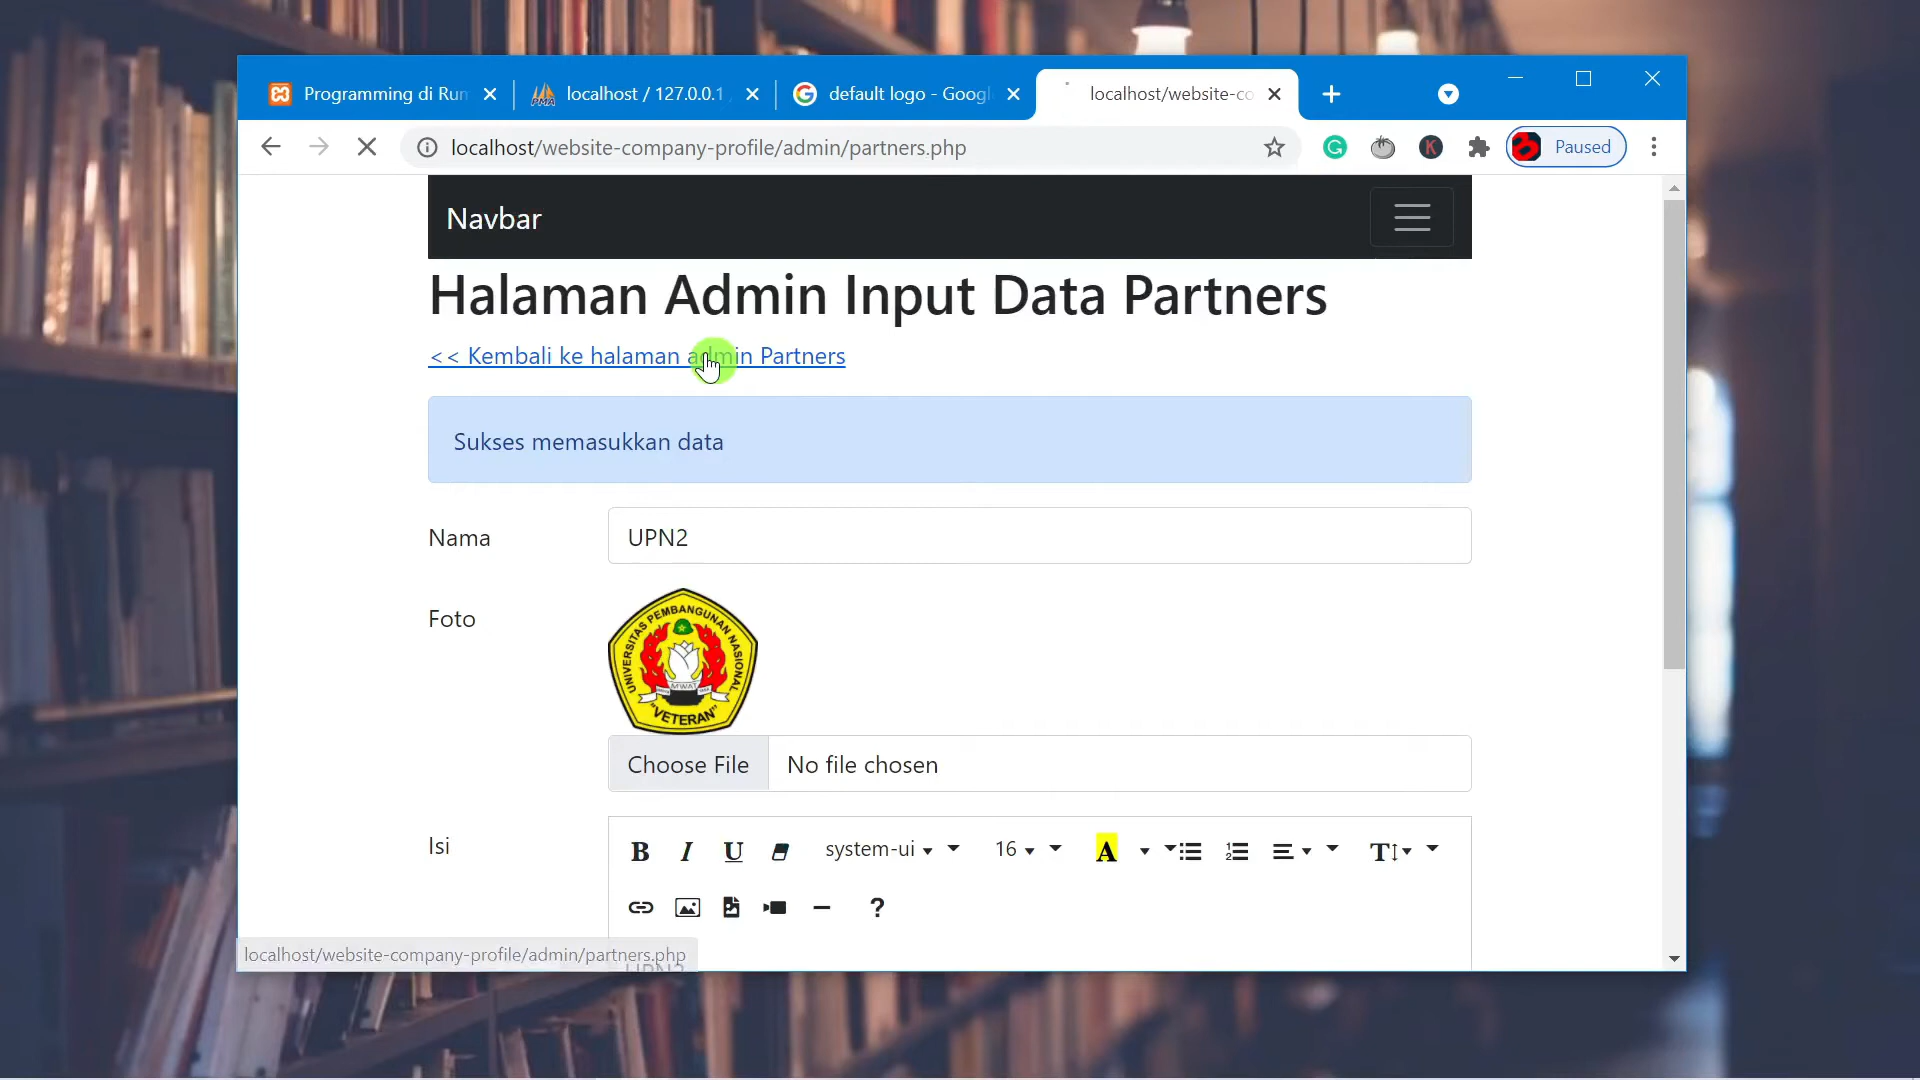 Programming di Rum
localhost / 127.0.0.1
default logo - Googl
localhost/website-co
localhost/website-company-profile/admin/partners.php
Paused
Navbar
Halaman Admin Input Data Partners
<< Kembali ke halaman admin Partners
Sukses memasukkan data
Nama
UPN2
Foto
UNIVERSITAS PEMBANGUNAN NASIONAL
"VETERAN"
Choose File
No file chosen
Isi
B I U system-ui 16 A
?
localhost/website-company-profile/admin/partners.php